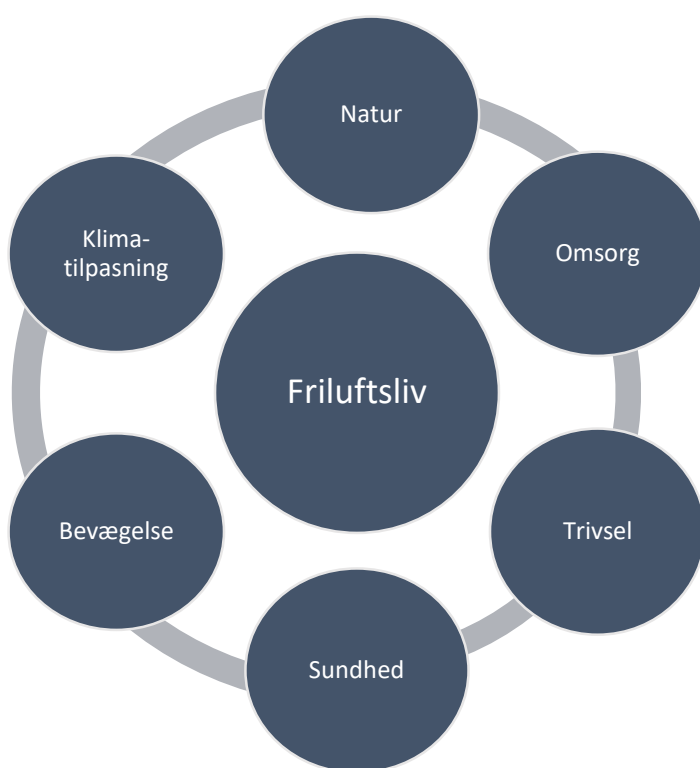 Natur
Omsorg
Klima-
tilpasning
Friluftsliv
Bevægelse
Trivsel
Sundhed